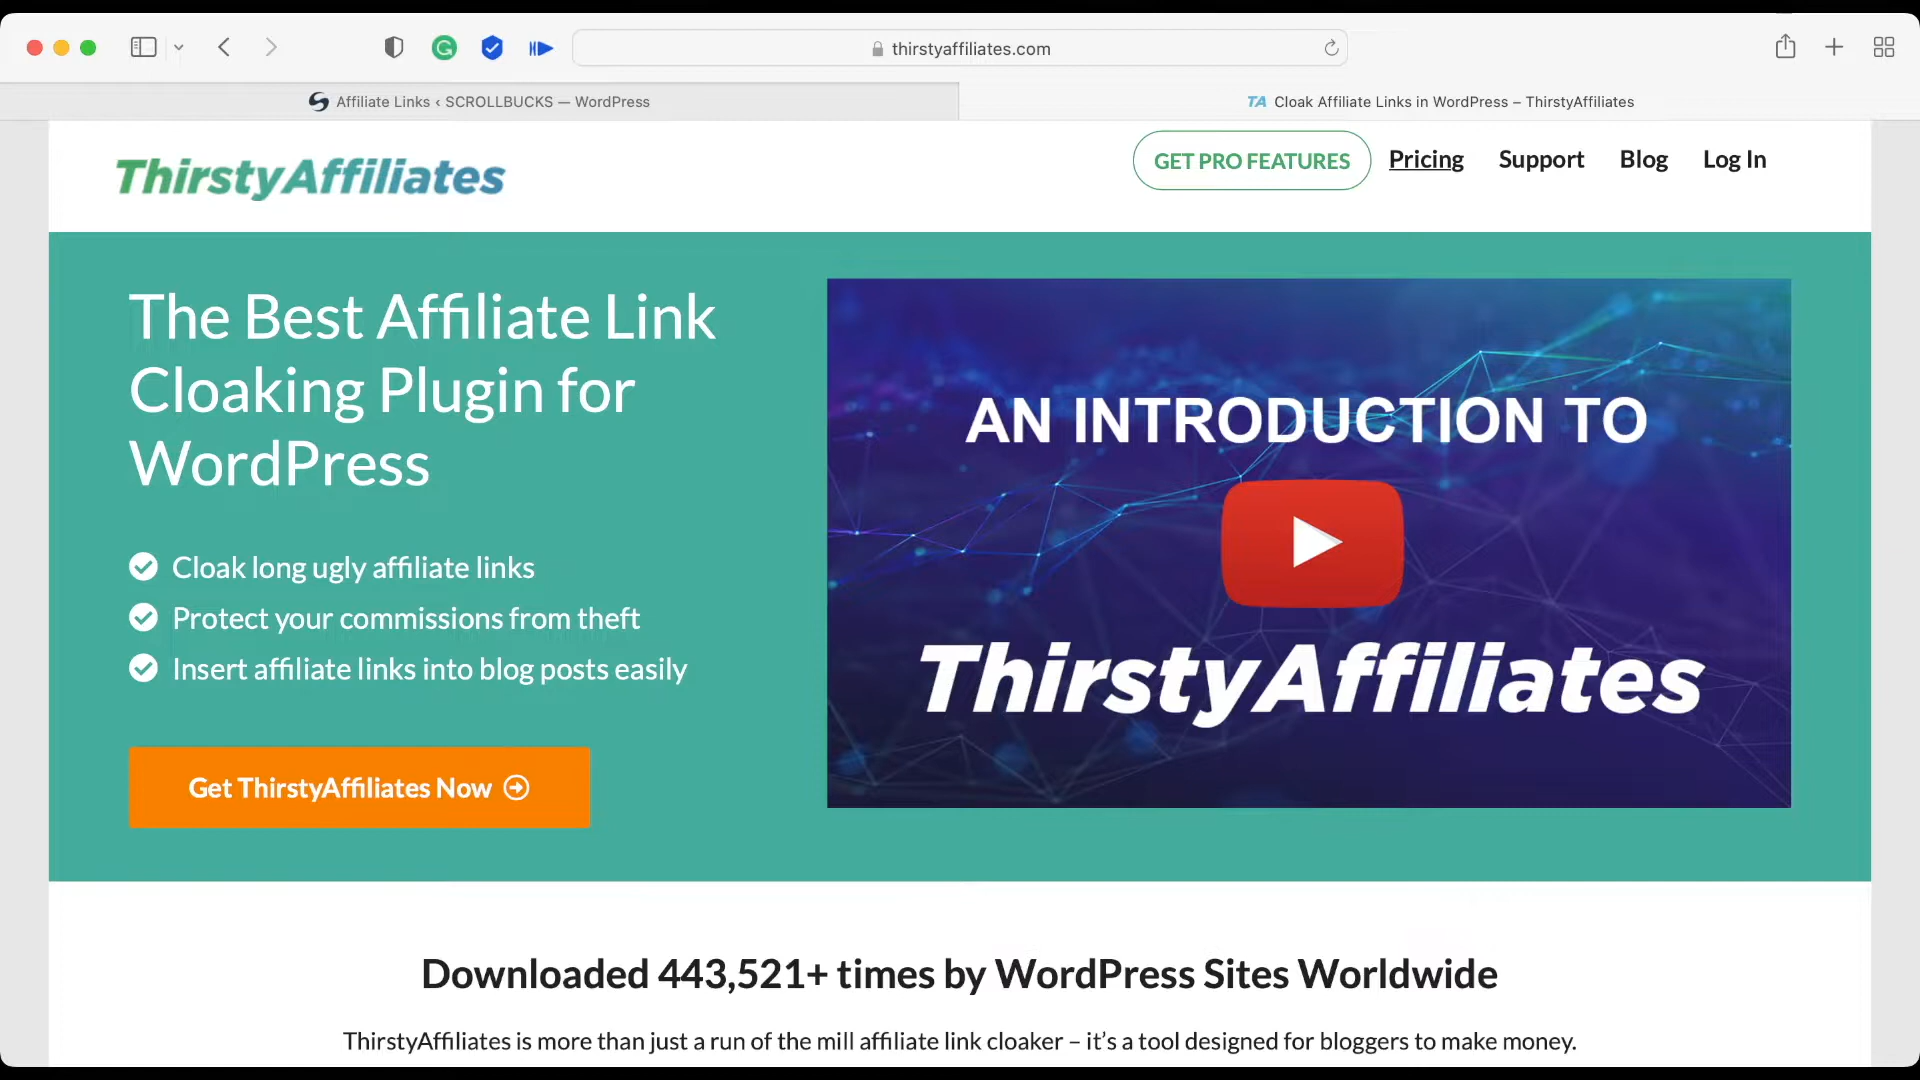 thirstyaffiliates.com
Affiliate Links ‹ SCROLLBUCKS — WordPress
TA Cloak Affiliate Links in WordPress – ThirstyAffiliates
ThirstyAffiliates
GET PRO FEATURES
Pricing
Support
Blog
Log In
The Best Affiliate Link
Cloaking Plugin for
WordPress
Cloak long ugly affiliate links
Protect your commissions from theft
Insert affiliate links into blog posts easily
Get ThirstyAffiliates Now
AN INTRODUCTION TO
ThirstyAffiliates
Downloaded 443,521+ times by WordPress Sites Worldwide
ThirstyAffiliates is more than just a run of the mill affiliate link cloaker – it’s a tool designed for bloggers to make money.